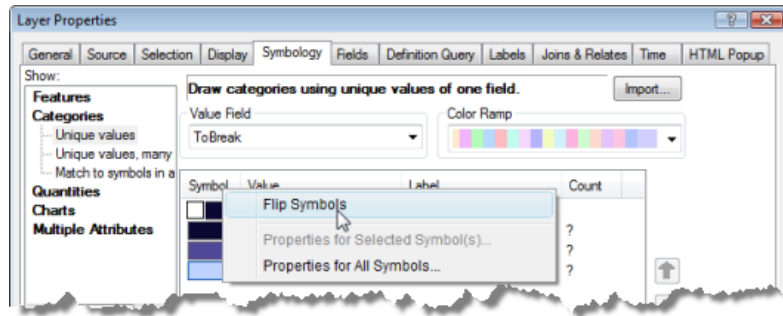 Layer Properties
General Source Selection Display Symbology Fields Definition Query Labels Joins & Relates Time HTML Popup
Show:
Features
Categories
Unique values
Unique values, many
Match to symbols in a
Quantities
Charts
Multiple Attributes
Draw categories using unique values of one field.
Import...
Value Field
ToBreak
Color Ramp
Symbol Value Label Count
Flip Symbols
?
Properties for Selected Symbol(s)...
?
Properties for All Symbols...
?